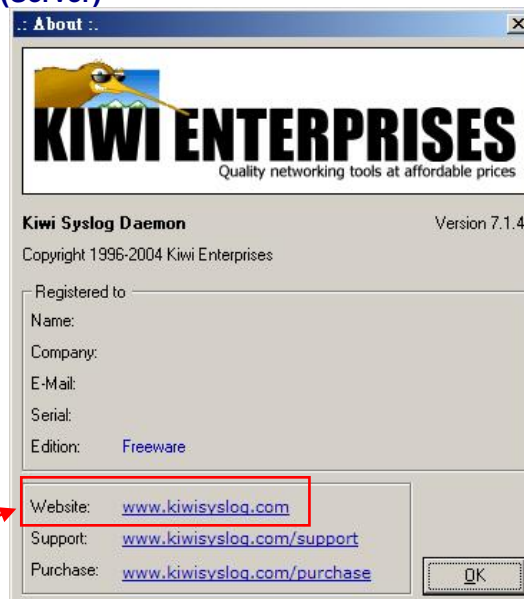 (Server)
.: About :.
KIWI ENTERPRISES
Quality networking tools at affordable prices
Kiwi Syslog Daemon Version 7.1.4
Copyright 1996-2004 Kiwi Enterprises
Registered to
Name:
Company:
E-Mail:
Serial:
Edition: Freeware
Website: www.kiwisyslog.com
Support: www.kiwisyslog.com/support
Purchase: www.kiwisyslog.com/purchase
OK